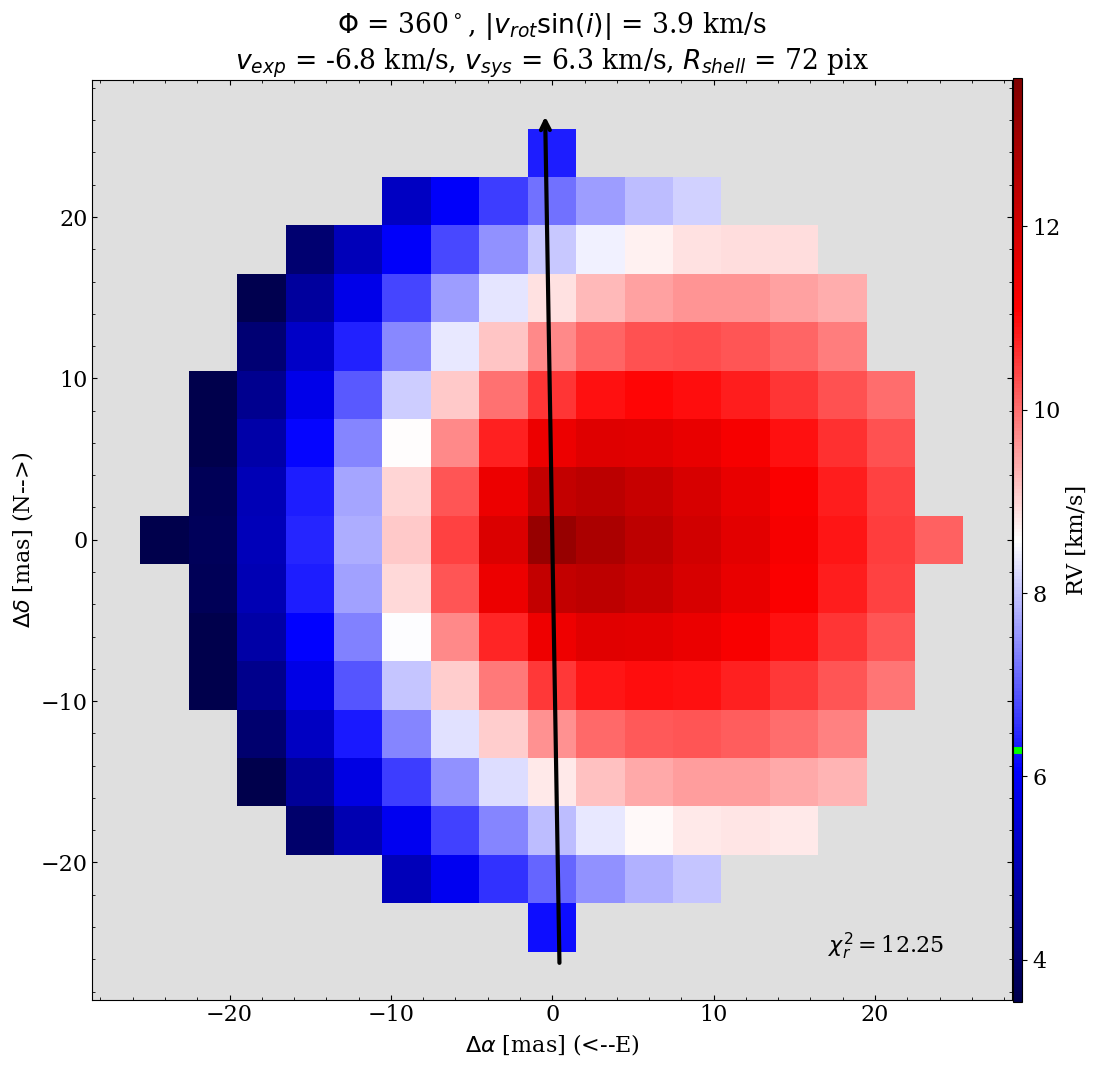 Φ = 360°, |v_rot sin(i)| = 3.9 km/s
v_exp = -6.8 km/s, v_sys = 6.3 km/s, R_shell = 72 pix
20
10
0
−10
−20
Δδ [mas] (N-->)
−20 −10 0 10 20
Δα [mas] (<--E)
χ_r^2 = 12.25
12
10
8
6
4
RV [km/s]